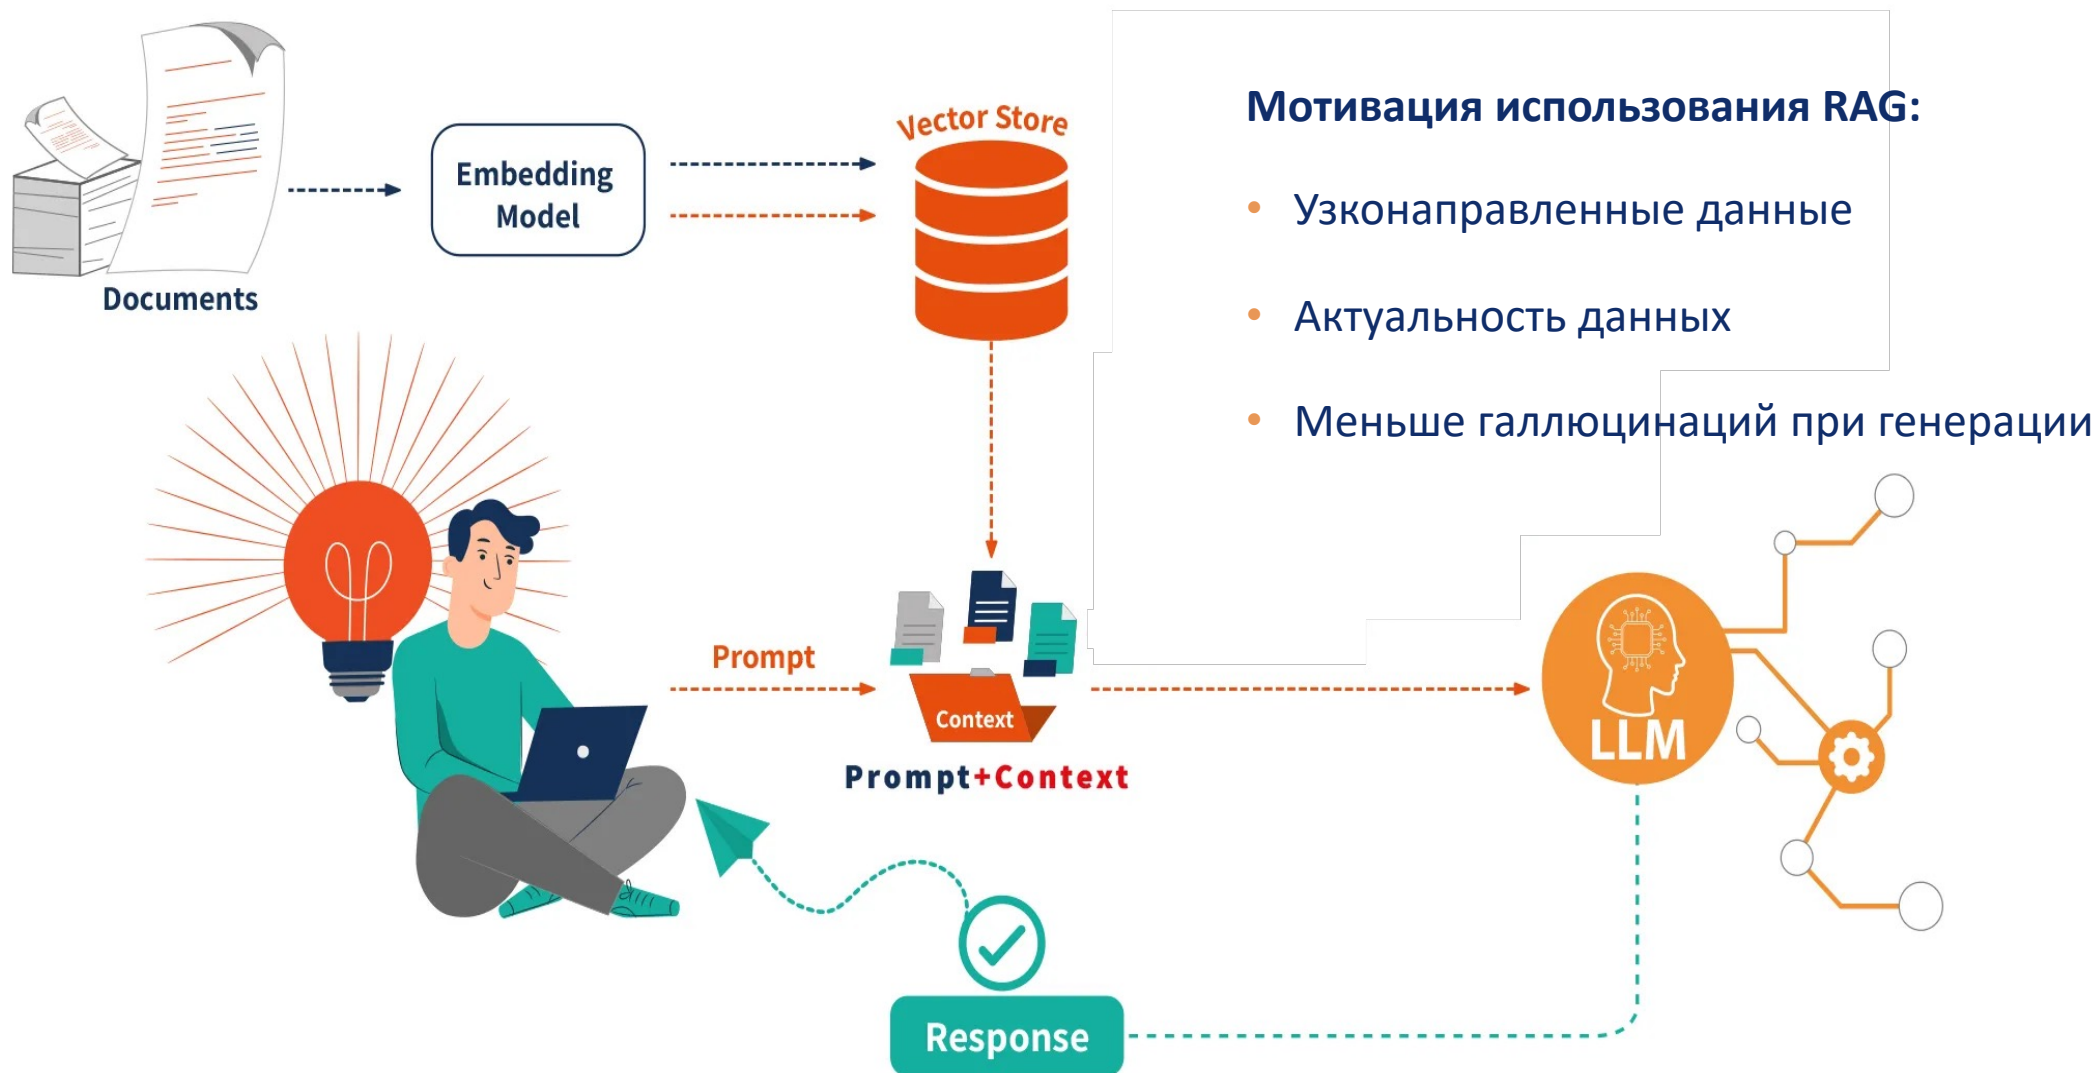 Vector Store
Мотивация использования RAG:
Embedding
Model
• Узконаправленные данные
Documents
• Актуальность данных
• Меньше галлюцинаций при генерации
Prompt
Context
LLM
Prompt+Context
Response